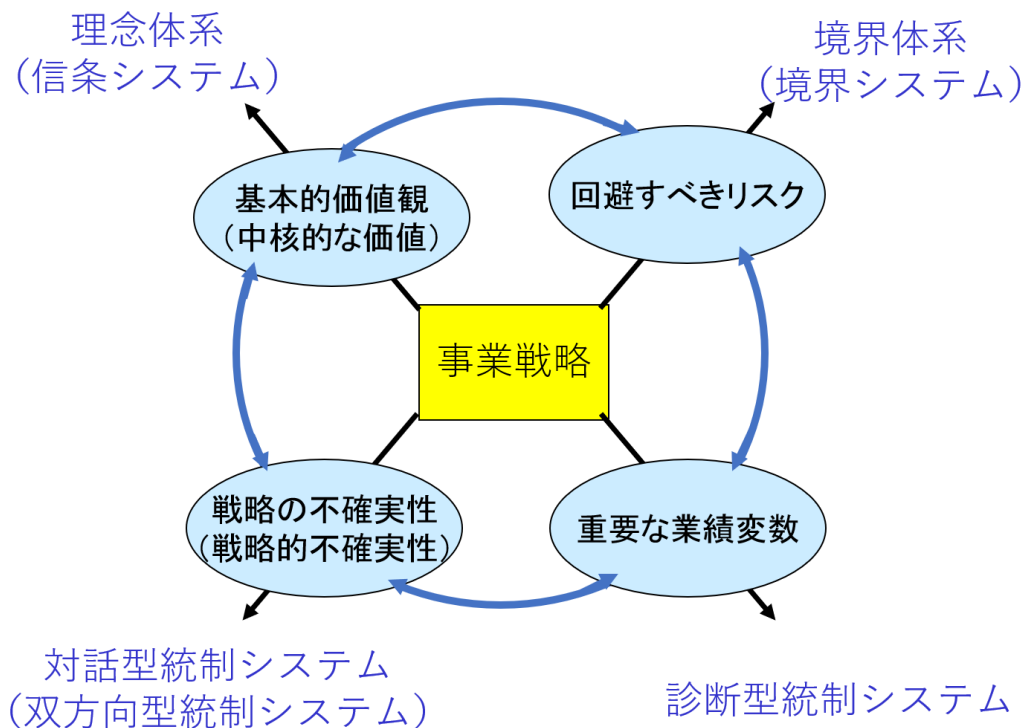 理念体系
（信条システム）
境界体系
（境界システム）
基本的価値観
（中核的な価値）
回避すべきリスク
事業戦略
戦略の不確実性
（戦略的不確実性）
重要な業績変数
対話型統制システム
（双方向型統制システム）
診断型統制システム